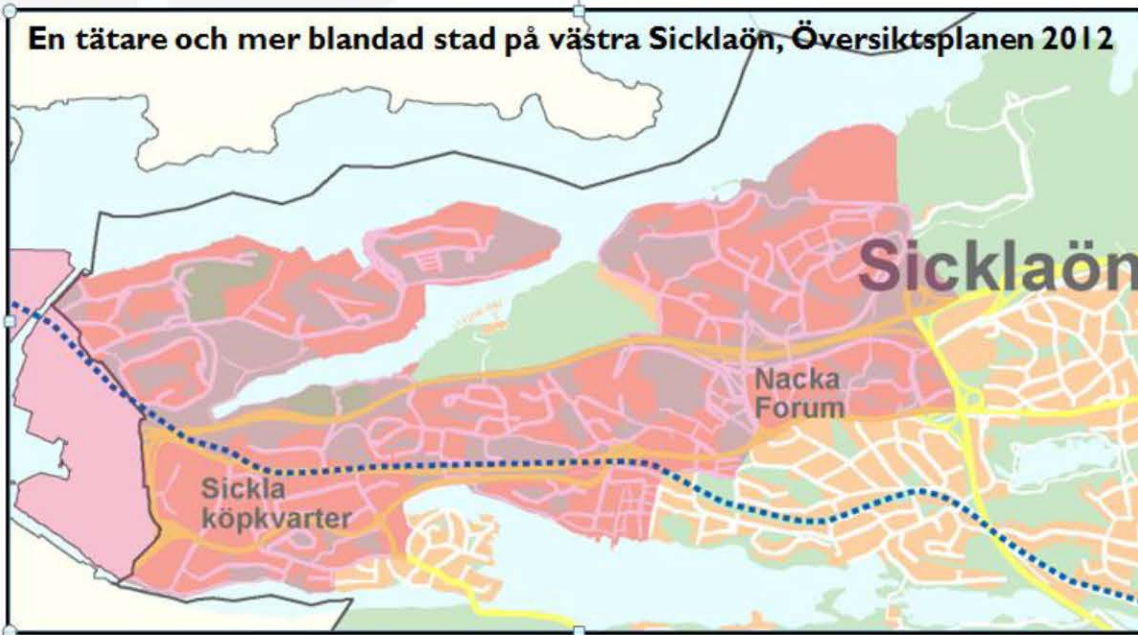 En tätare och mer blandad stad på västra Sicklaön, Översiktsplanen 2012
Sicklaön
Nacka
Forum
Sickla
köpkvarter